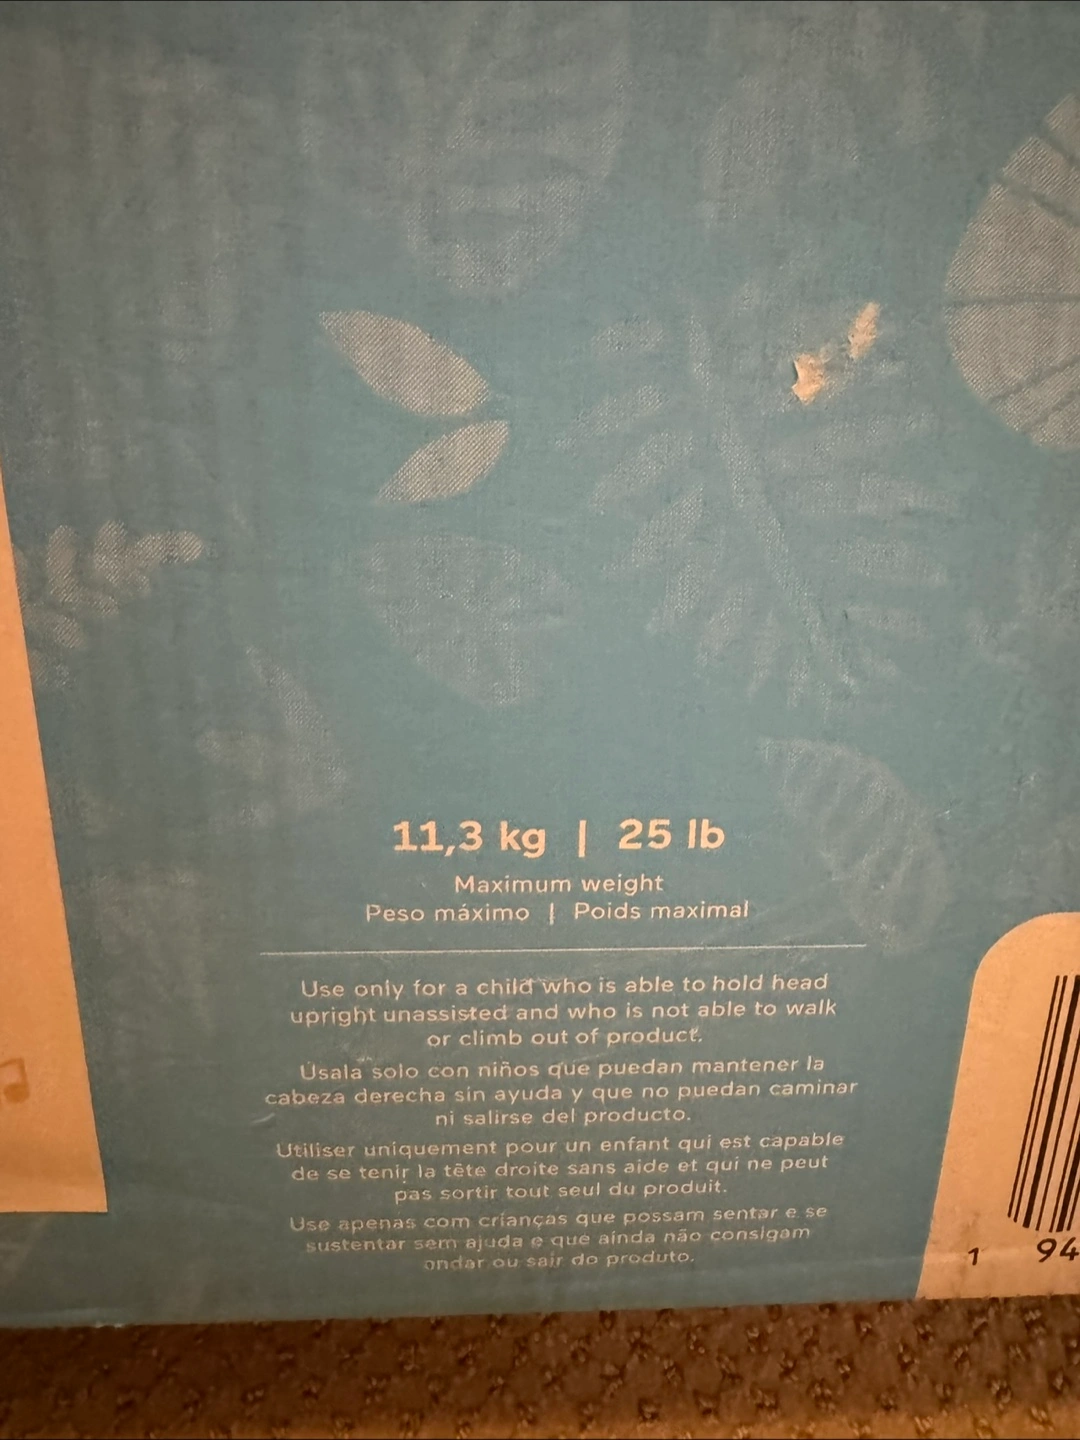 11,3 kg | 25 lb
Maximum weight
Peso máximo | Poids maximal
Use only for a child who is able to hold head
upright unassisted and who is not able to walk
or climb out of product.
Úsala solo con niños que puedan mantener la
cabeza derecha sin ayuda y que no puedan caminar
ni salirse del producto.
Utiliser uniquement pour un enfant qui est capable
de se tenir la tête droite sans aide et qui ne peut
pas sortir tout seul du produit.
Use apenas com crianças que possam sentar e se
sustentar sem ajuda e que ainda não consigam
andar ou sair do produto.
1 94